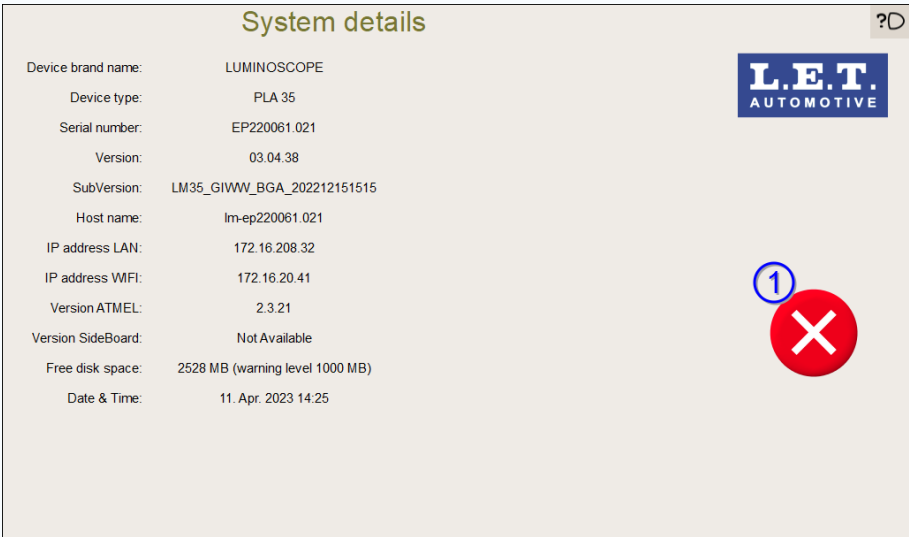 System details
?
L.E.T.
AUTOMOTIVE
Device brand name: LUMINOSCOPE
Device type: PLA 35
Serial number: EP220061.021
Version: 03.04.38
SubVersion: LM35_GIWW_BGA_202212151515
Host name: lm-ep220061.021
IP address LAN: 172.16.208.32
IP address WIFI: 172.16.20.41
Version ATMEL: 2.3.21
Version SideBoard: Not Available
Free disk space: 2528 MB (warning level 1000 MB)
Date & Time: 11. Apr. 2023 14:25
1